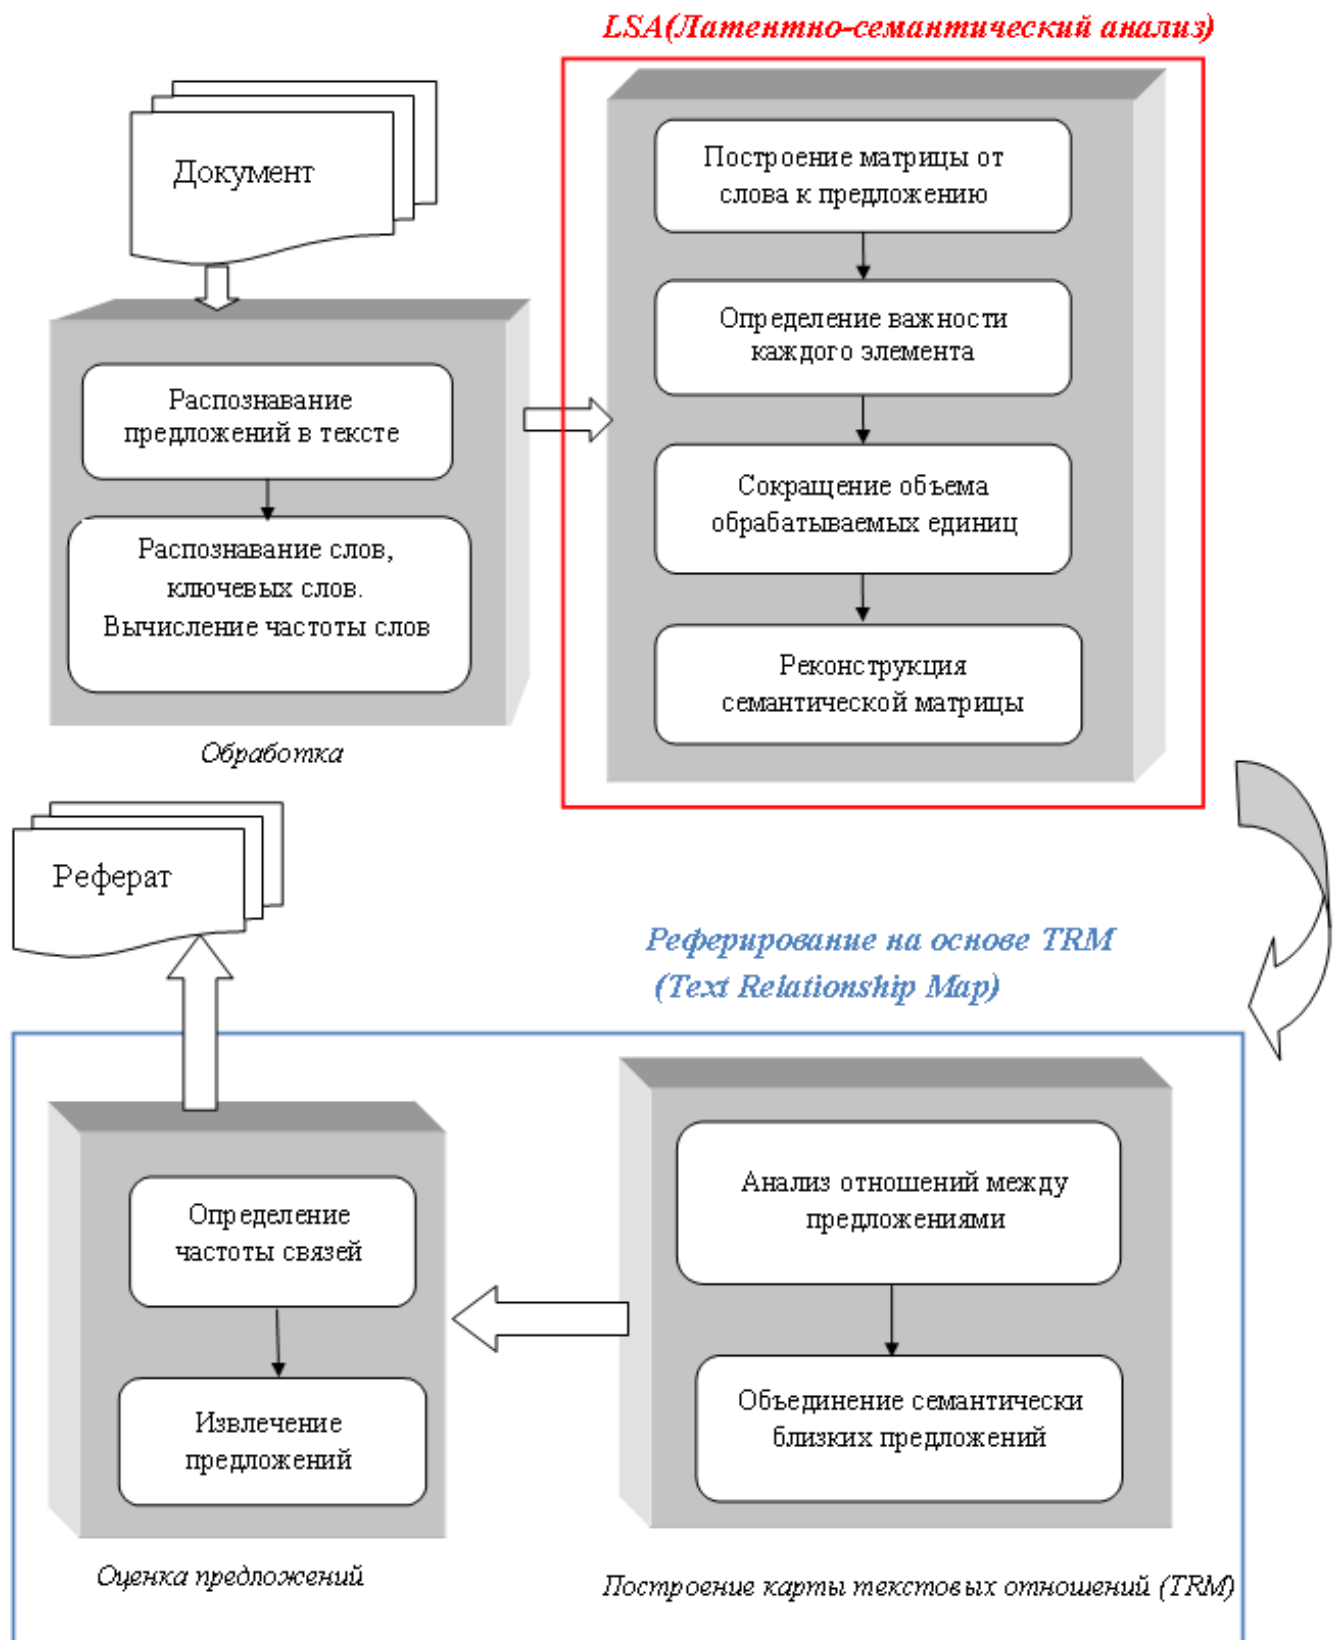 LSA(Латентно-семантический анализ)
Документ
Распознавание
предложений в тексте
Распознавание слов,
ключевых слов.
Вычисление частоты слов
Обработка
Построение матрицы от
слова к предложению
Определение важности
каждого элемента
Сокращение объема
обрабатываемых единиц
Реконструкция
семантической матрицы
Реферат
Реферирование на основе TRM
(Text Relationship Map)
Анализ отношений между
предложениями
Объединение семантически
близких предложений
Построение карты текстовых отношений (TRM)
Определение
частоты связей
Извлечение
предложений
Оценка предложений